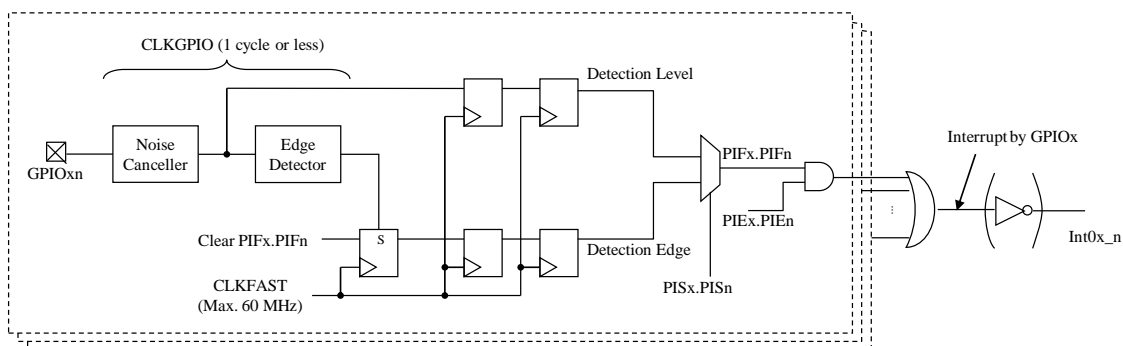 CLKGPIO (1 cycle or less)
Detection Level
Noise
Canceller
Edge
Detector
GPIOxn
PIFx.PIFn
Interrupt by GPIOx
...
PIEx.PIEn
Int0x_n
Clear PIFx.PIFn
S
Detection Edge
CLKFAST
(Max. 60 MHz)
PISx.PISn